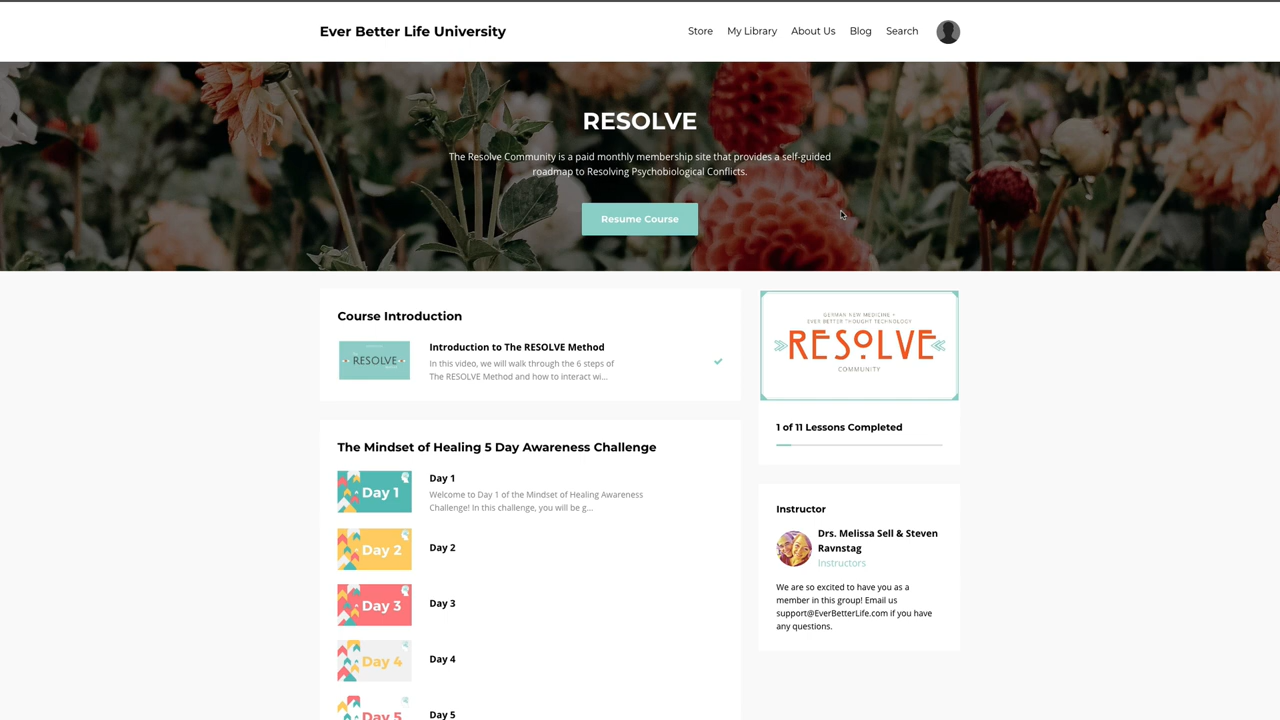 Ever Better Life University
Store
My Library
About Us
Blog
Search
RESOLVE
The Resolve Community is a paid monthly membership site that provides a self-guided
roadmap to Resolving Psychobiological Conflicts.
Resume Course
Course Introduction
RESOLVE
Introduction to The RESOLVE Method
In this video, we will walk through the 6 steps of
The RESOLVE Method and how to interact wi...
The Mindset of Healing 5 Day Awareness Challenge
Day 1
Day 1
Welcome to Day 1 of the Mindset of Healing Awareness
Challenge! In this challenge, you will be g...
Day 2
Day 2
Day 3
Day 3
Day 4
Day 4
Day 5
Day 5
GERMAN NEW MEDICINE +
EVER BETTER THOUGHT TECHNOLOGY
RESOLVE
COMMUNITY
1 of 11 Lessons Completed
Instructor
Drs. Melissa Sell & Steven
Ravnstag
Instructors
We are so excited to have you as a
member in this group! Email us
support@EverBetterLife.com if you have
any questions.